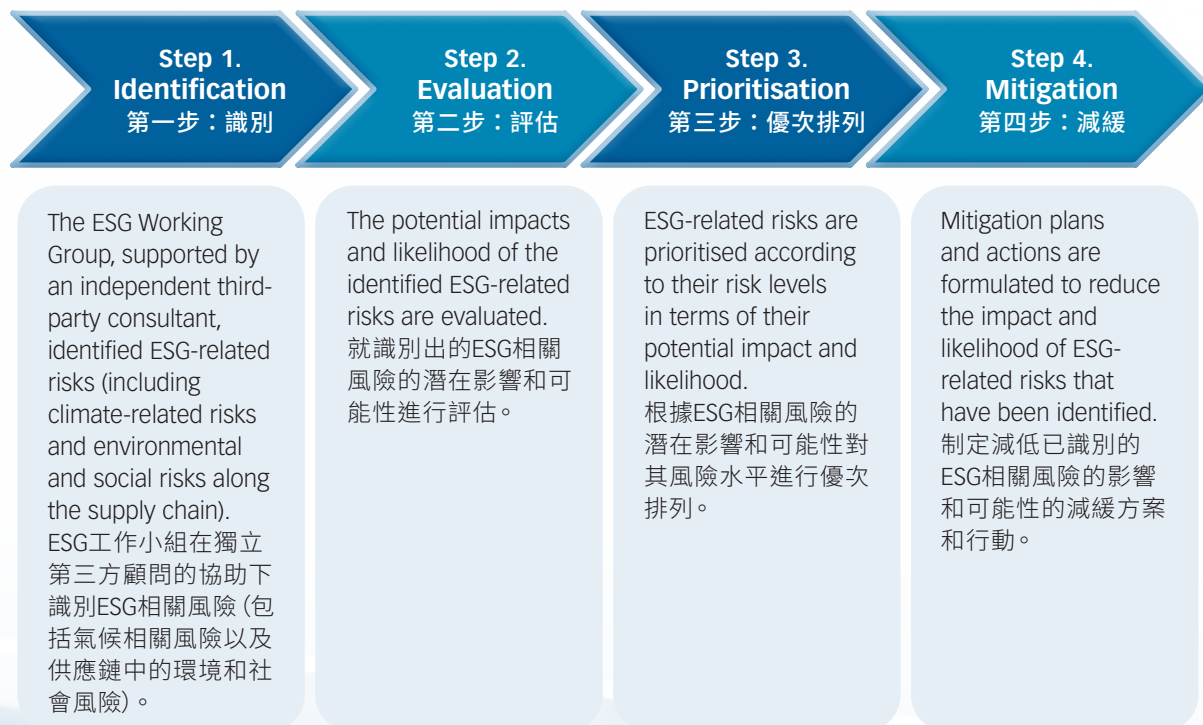 Step 1.
Identification
第一步：識別
Step 2.
Evaluation
第二步：評估
Step 3.
Prioritisation
第三步：優次排列
Step 4.
Mitigation
第四步：減緩
The ESG Working
Group, supported by
an independent third-
party consultant,
identified ESG-related
risks (including
climate-related risks
and environmental
and social risks along
the supply chain).
ESG工作小組在獨立
第三方顧問的協助下
識別ESG相關風險（包
括氣候相關風險以及
供應鏈中的環境和社
會風險）。
The potential impacts
and likelihood of the
identified ESG-related
risks are evaluated.
就識別出的ESG相關
風險的潛在影響和可
能性進行評估。
ESG-related risks are
prioritised according
to their risk levels
in terms of their
potential impact and
likelihood.
根據ESG相關風險的
潛在影響和可能性對
其風險水平進行優次
排列。
Mitigation plans
and actions are
formulated to reduce
the impact and
likelihood of ESG-
related risks that
have been identified.
制定減低已識別的
ESG相關風險的影響
和可能性的減緩方案
和行動。